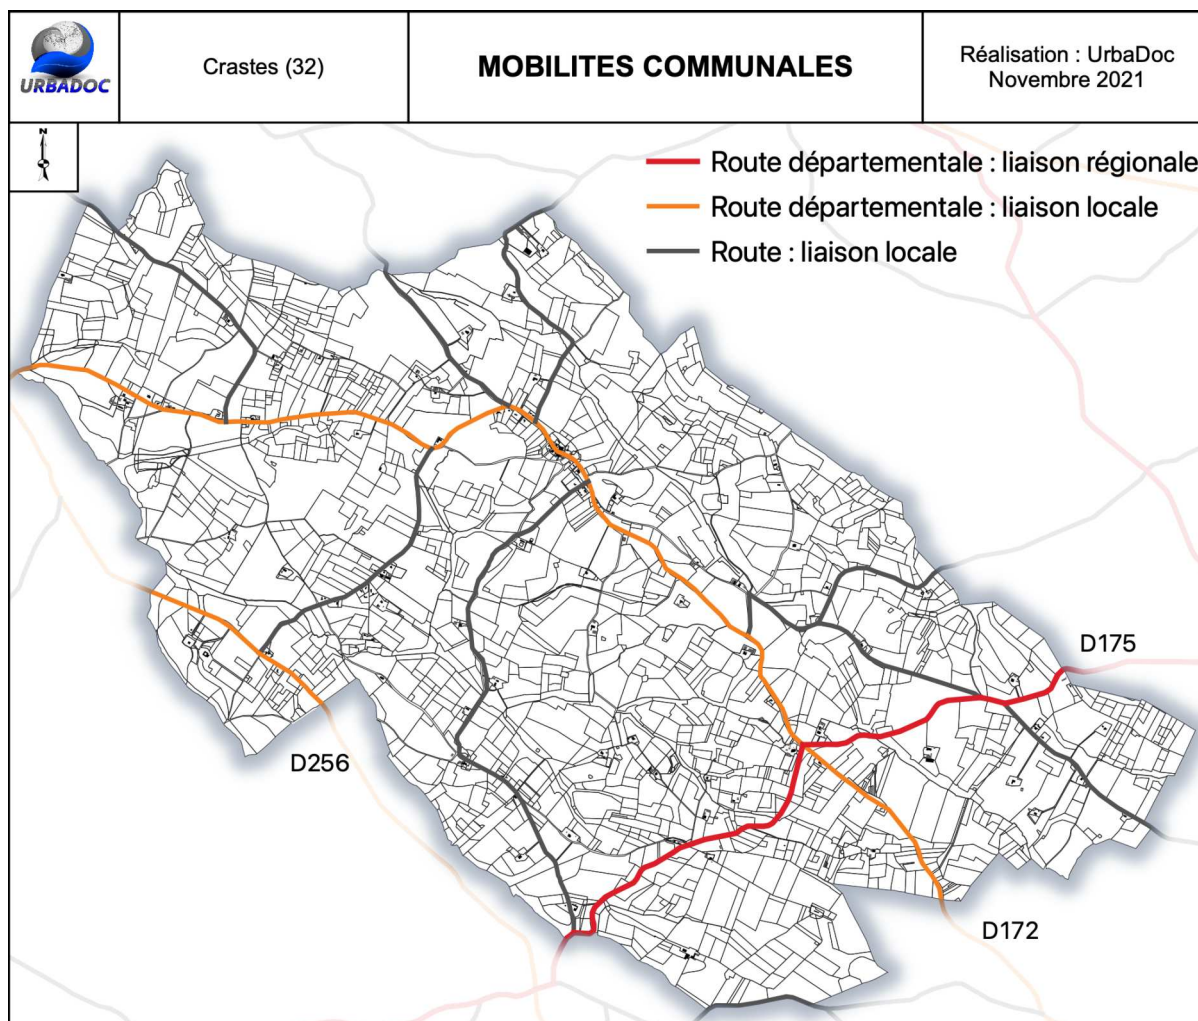 URBADOC
Crastes (32)
MOBILITES COMMUNALES
Réalisation : UrbaDoc
Novembre 2021
N
Route départementale : liaison régionale
Route départementale : liaison locale
Route : liaison locale
D175
D256
D172